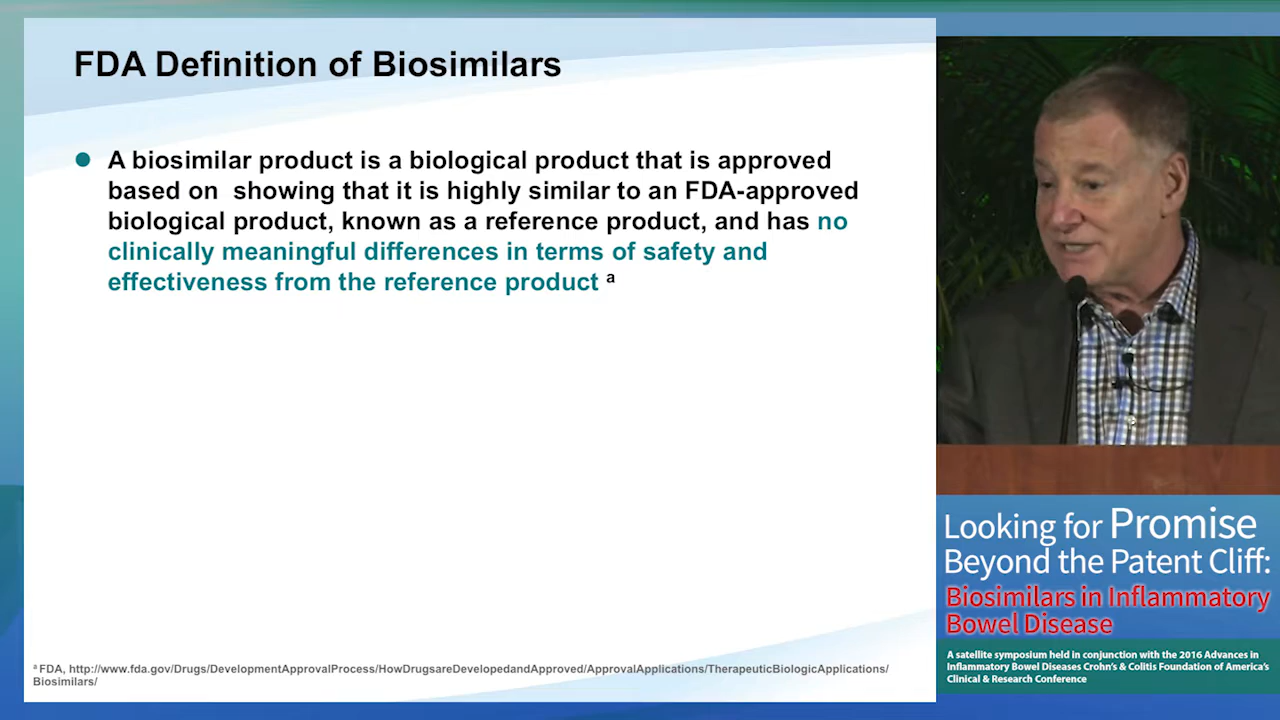 FDA Definition of Biosimilars
A biosimilar product is a biological product that is approved
based on showing that it is highly similar to an FDA-approved
biological product, known as a reference product, and has no
clinically meaningful differences in terms of safety and
effectiveness from the reference product a
a FDA, http://www.fda.gov/Drugs/DevelopmentApprovalProcess/HowDrugsareDevelopedandApproved/ApprovalApplications/TherapeuticBiologicApplications/
Biosimilars/
Looking for Promise
Beyond the Patent Cliff:
Biosimilars in Inflammatory
Bowel Disease
A satellite symposium held in conjunction with the 2016 Advances in
Inflammatory Bowel Diseases Crohn's & Colitis Foundation of America's
Clinical & Research Conference